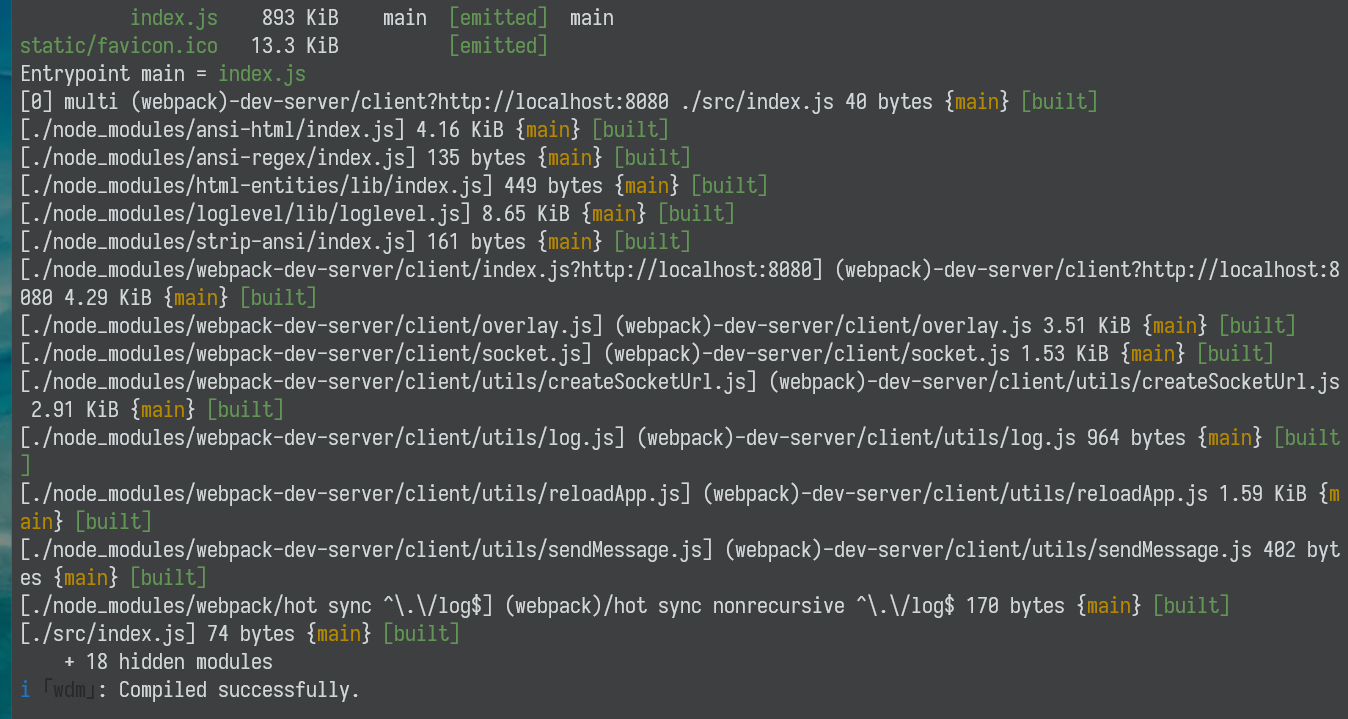 index.js    893 KiB    main  [emitted]  main
static/favicon.ico   13.3 KiB          [emitted]
Entrypoint main = index.js
[0] multi (webpack)-dev-server/client?http://localhost:8080 ./src/index.js 40 bytes {main} [built]
[./node_modules/ansi-html/index.js] 4.16 KiB {main} [built]
[./node_modules/ansi-regex/index.js] 135 bytes {main} [built]
[./node_modules/html-entities/lib/index.js] 449 bytes {main} [built]
[./node_modules/loglevel/lib/loglevel.js] 8.65 KiB {main} [built]
[./node_modules/strip-ansi/index.js] 161 bytes {main} [built]
[./node_modules/webpack-dev-server/client/index.js?http://localhost:8080] (webpack)-dev-server/client?http://localhost:8
080 4.29 KiB {main} [built]
[./node_modules/webpack-dev-server/client/overlay.js] (webpack)-dev-server/client/overlay.js 3.51 KiB {main} [built]
[./node_modules/webpack-dev-server/client/socket.js] (webpack)-dev-server/client/socket.js 1.53 KiB {main} [built]
[./node_modules/webpack-dev-server/client/utils/createSocketUrl.js] (webpack)-dev-server/client/utils/createSocketUrl.js
2.91 KiB {main} [built]
[./node_modules/webpack-dev-server/client/utils/log.js] (webpack)-dev-server/client/utils/log.js 964 bytes {main} [built
]
[./node_modules/webpack-dev-server/client/utils/reloadApp.js] (webpack)-dev-server/client/utils/reloadApp.js 1.59 KiB {m
ain} [built]
[./node_modules/webpack-dev-server/client/utils/sendMessage.js] (webpack)-dev-server/client/utils/sendMessage.js 402 byt
es {main} [built]
[./node_modules/webpack/hot sync ^\.\/log$] (webpack)/hot sync nonrecursive ^\.\/log$ 170 bytes {main} [built]
[./src/index.js] 74 bytes {main} [built]
    + 18 hidden modules
i 「wdm」: Compiled successfully.